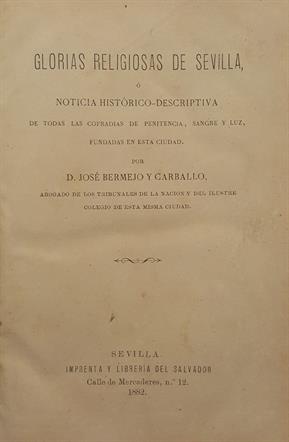 GLORIAS RELIGIOSAS DE SEVILLA,
Ó
NOTICIA HISTÓRICO-DESCRIPTIVA
DE TODAS LAS COFRADIAS DE PENITENCIA, SANGRE Y LUZ,
FUNDADAS EN ESTA CIUDAD.
POR
D. JOSÉ BERMEJO Y CARBALLO,
ABOGADO DE LOS TRIBUNALES DE LA NACION Y DEL ILUSTRE
COLEGIO DE ESTA MISMA CIUDAD.
SEVILLA.
IMPRENTA Y LIBRERÍA DEL SALVADOR
Calle de Mercaderes, n.º 12.
1882.